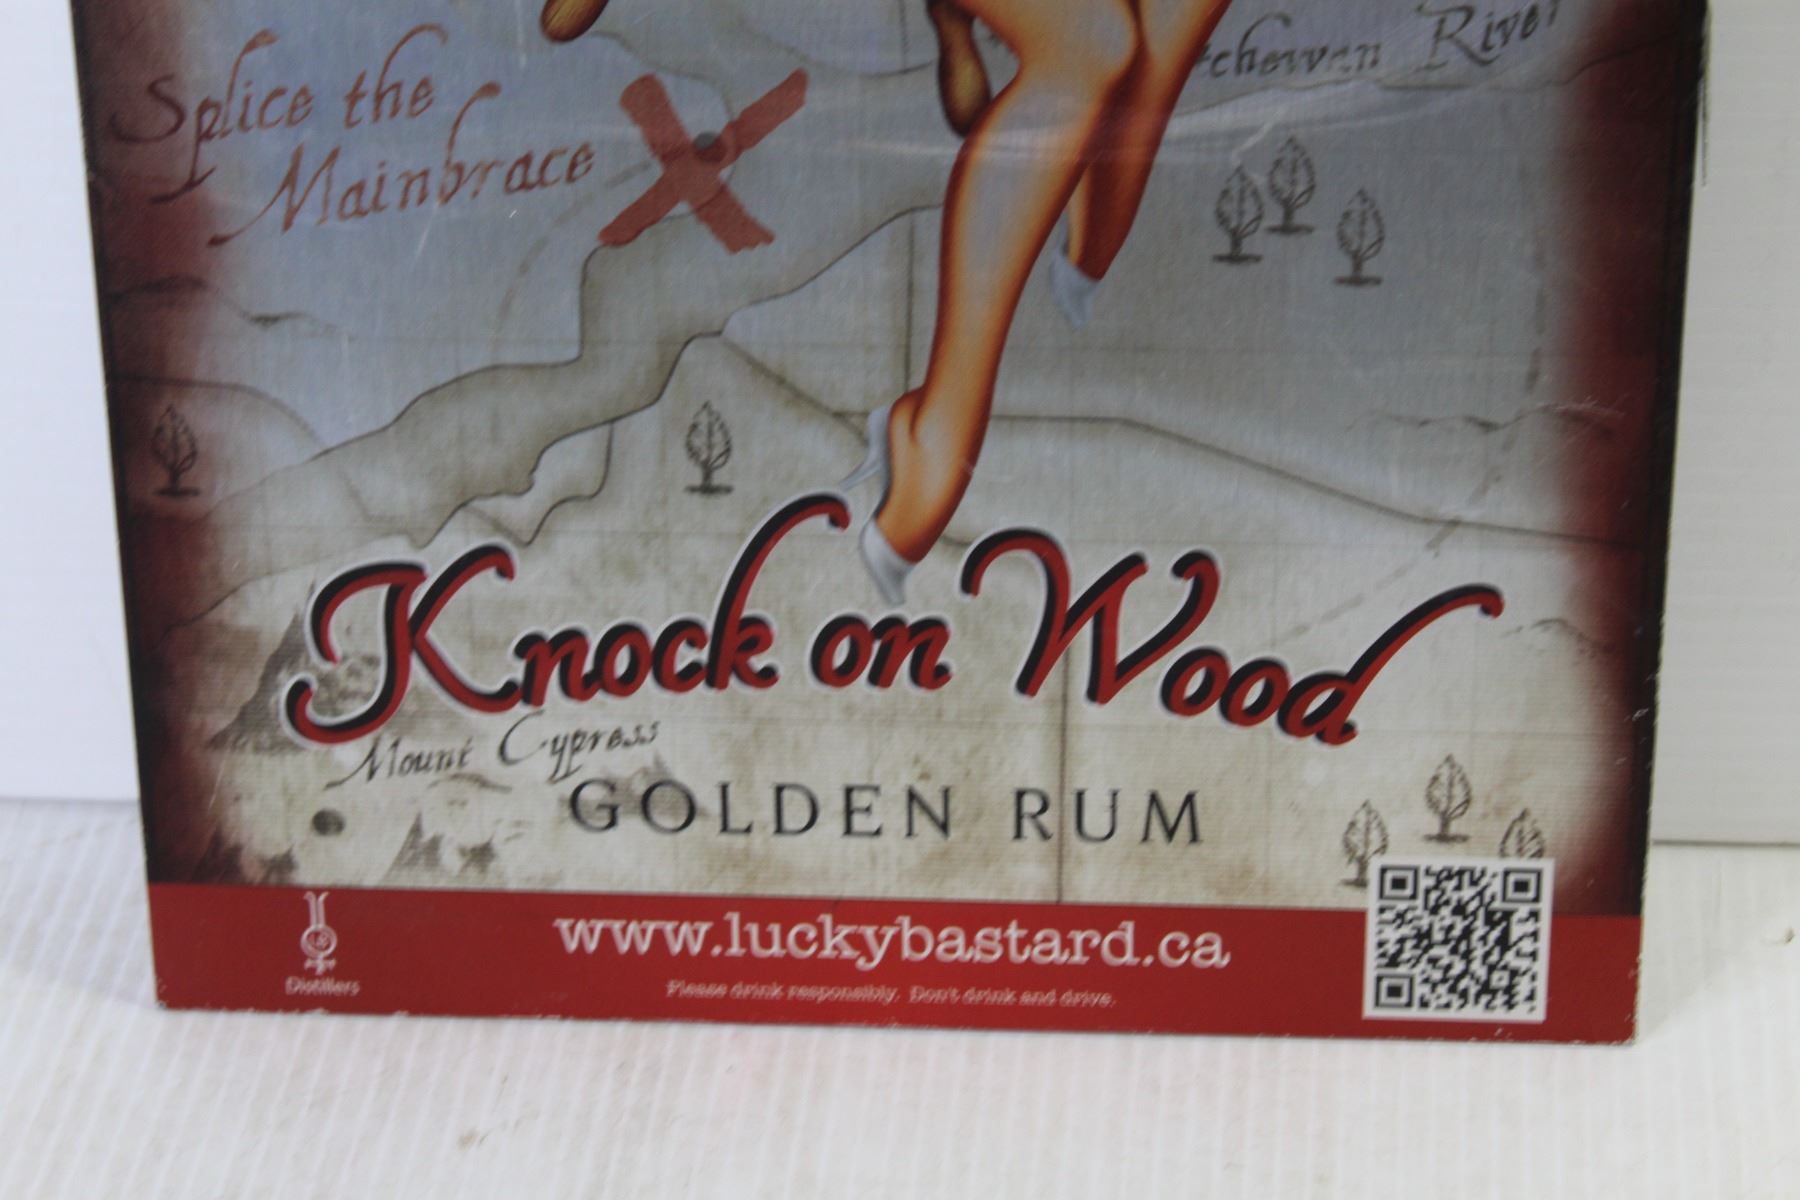 River
Splice the
Mainbrace
Knock on Wood
Mount Cypress
GOLDEN RUM
www.luckybastard.ca
Distillers
Please drink responsibly. Don't drink and drive.